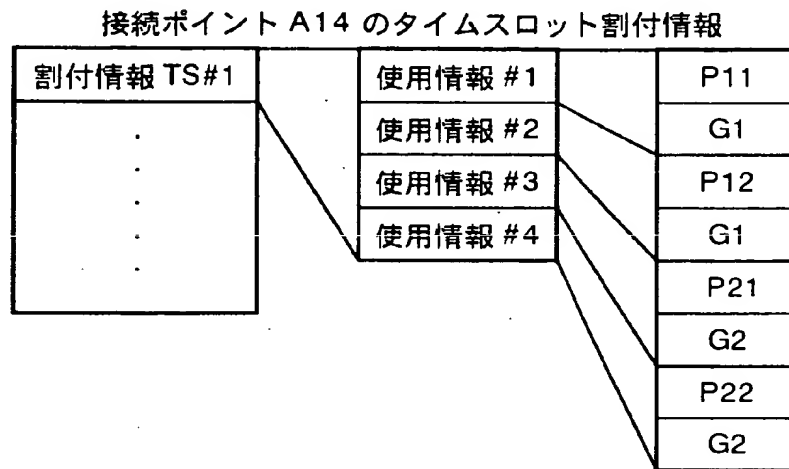 接続ポイント A14 のタイムスロット割付情報
割付情報 TS#1
使用情報 #1
使用情報 #2
使用情報 #3
使用情報 #4
P11
G1
P12
G1
P21
G2
P22
G2